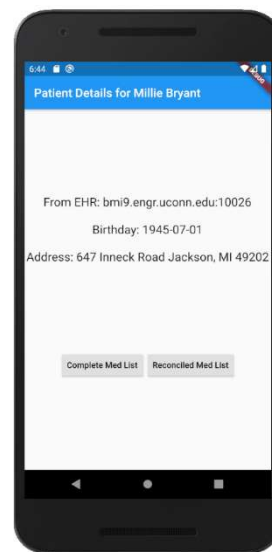 6:44
DEBUG
Patient Details for Millie Bryant
From EHR: bmi9.engr.uconn.edu:10026
Birthday: 1945-07-01
Address: 647 Inneck Road Jackson, MI 49202
Complete Med List Reconciled Med List